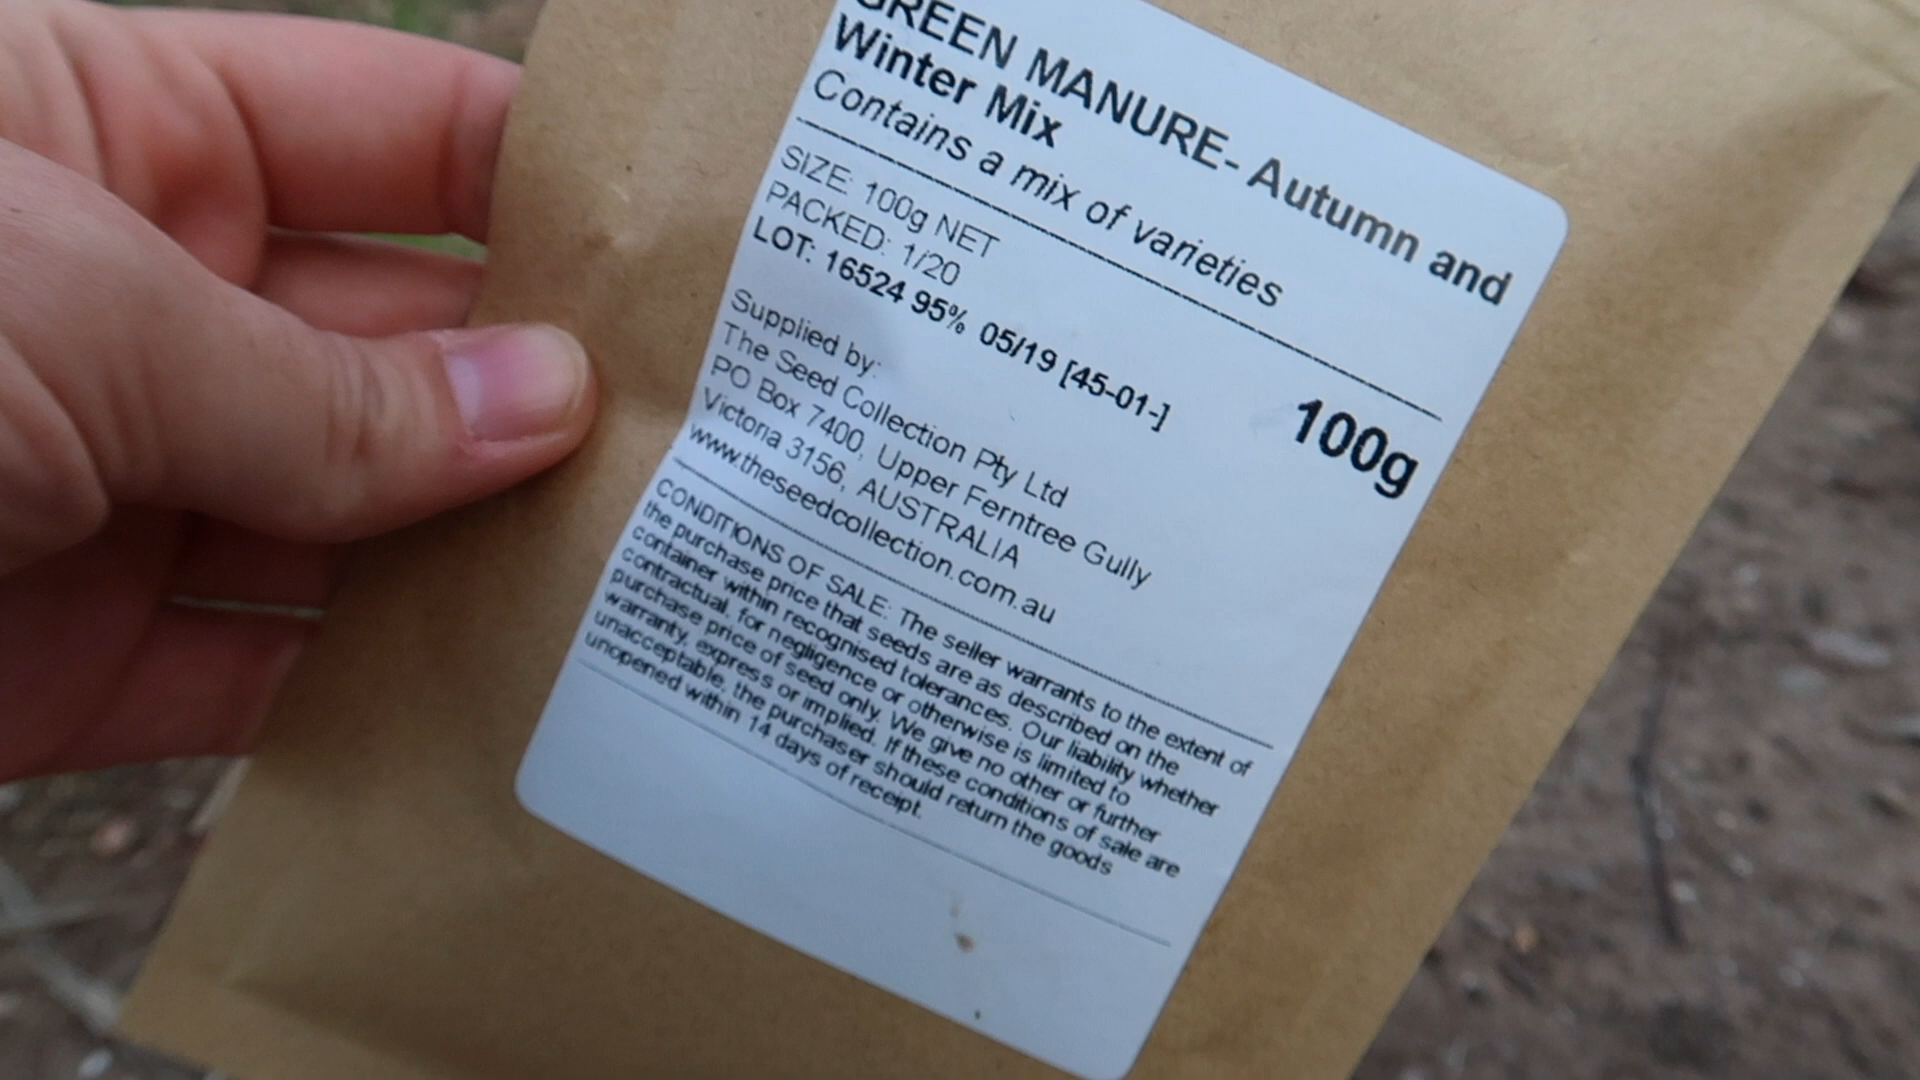 GREEN MANURE- Autumn and
Winter Mix
Contains a mix of varieties
SIZE: 100g NET
PACKED: 1/20
LOT: 16524 95% 05/19 [45-01-]
100g
Supplied by:
The Seed Collection Pty Ltd
PO Box 7400, Upper Ferntree Gully
Victoria 3156, AUSTRALIA
www.theseedcollection.com.au
CONDITIONS OF SALE: The seller warrants to the extent of
the purchase price that seeds are as described on the
container within recognised tolerances. Our liability whether
contractual, for negligence or otherwise is limited to
purchase price of seed only. We give no other or further
warranty, express or implied. If these conditions of sale are
unacceptable, the purchaser should return the goods
unopened within 14 days of receipt.